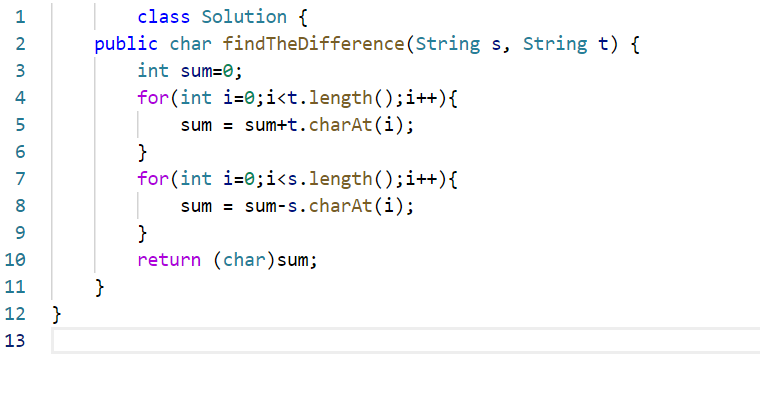 1 class Solution {
2 public char findTheDifference(String s, String t) {
3 int sum=0;
4 for(int i=0;i<t.length();i++){
5 sum = sum+t.charAt(i);
6 }
7 for(int i=0;i<s.length();i++){
8 sum = sum-s.charAt(i);
9 }
10 return (char)sum;
11 }
12 }
13